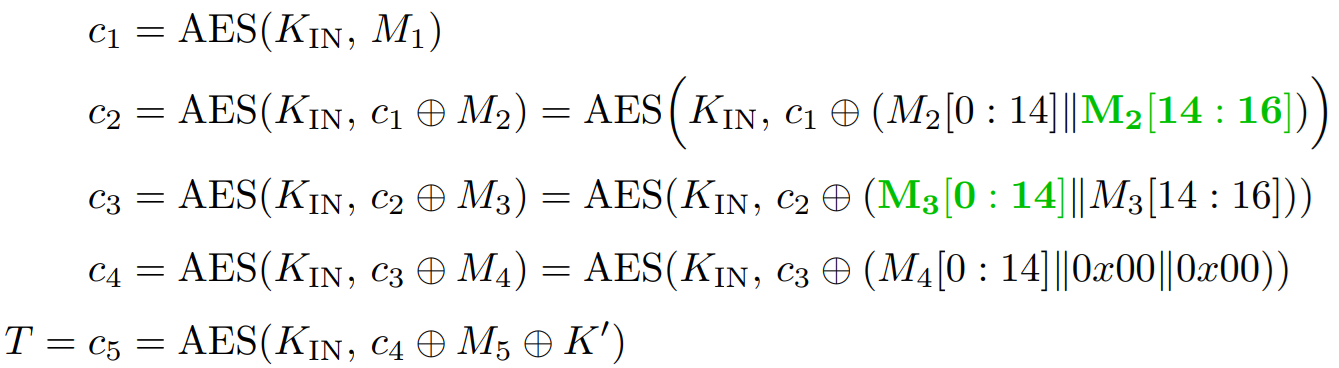 c₁ = AES(K_IN, M₁)
c₂ = AES(K_IN, c₁ ⊕ M₂) = AES(K_IN, c₁ ⊕ (M₂[0 : 14]‖M₂[14 : 16]))
c₃ = AES(K_IN, c₂ ⊕ M₃) = AES(K_IN, c₂ ⊕ (M₃[0 : 14]‖M₃[14 : 16]))
c₄ = AES(K_IN, c₃ ⊕ M₄) = AES(K_IN, c₃ ⊕ (M₄[0 : 14]‖0x00‖0x00))
T = c₅ = AES(K_IN, c₄ ⊕ M₅ ⊕ K′)